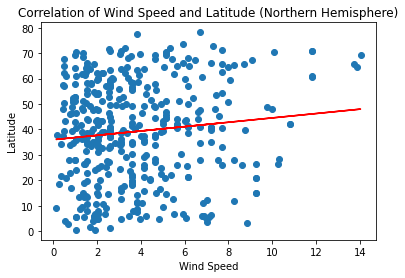 Correlation of Wind Speed and Latitude (Northern Hemisphere)
80
70
60
50
40
30
20
10
0
Latitude
0 2 4 6 8 10 12 14
Wind Speed